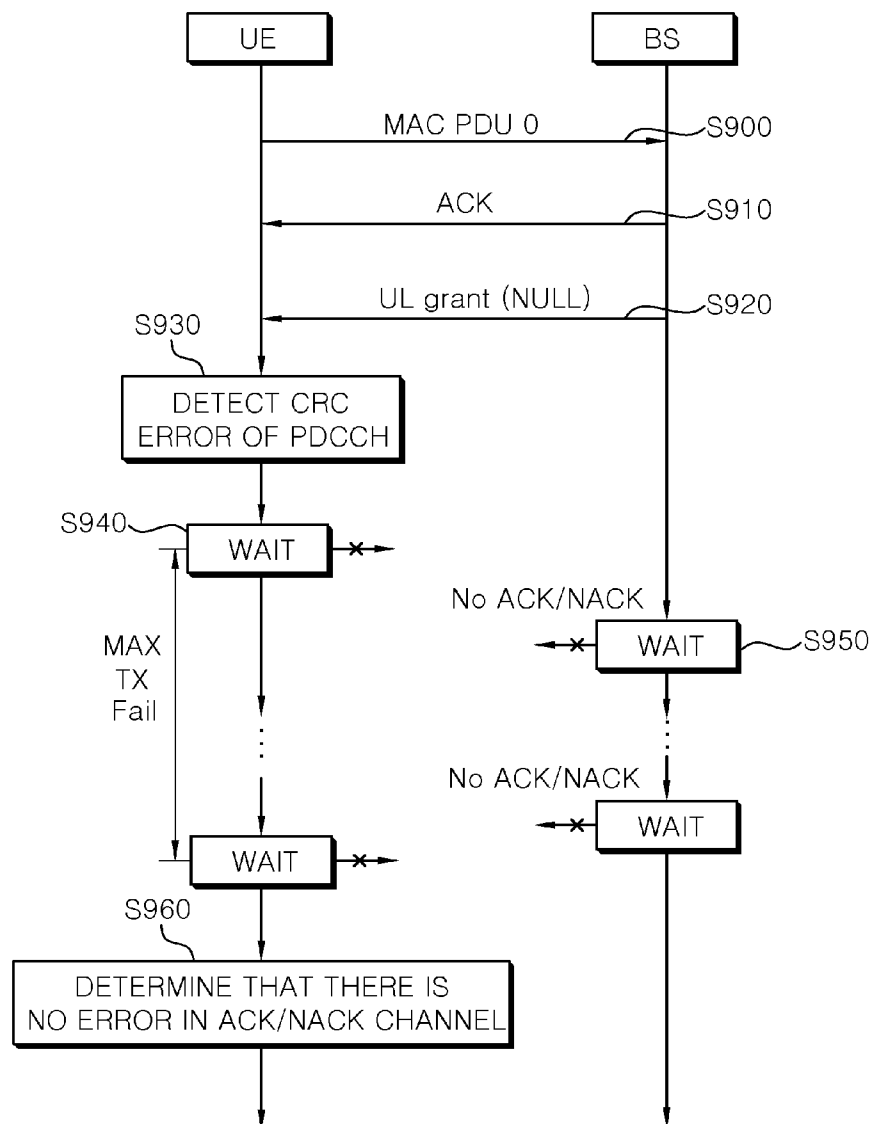 UE
BS
MAC PDU 0
S900
ACK
S910
UL grant (NULL)
S920
S930
DETECT CRC
ERROR OF PDCCH
S940
WAIT
No ACK/NACK
WAIT
S950
MAX
TX
Fail
No ACK/NACK
WAIT
WAIT
S960
DETERMINE THAT THERE IS
NO ERROR IN ACK/NACK CHANNEL